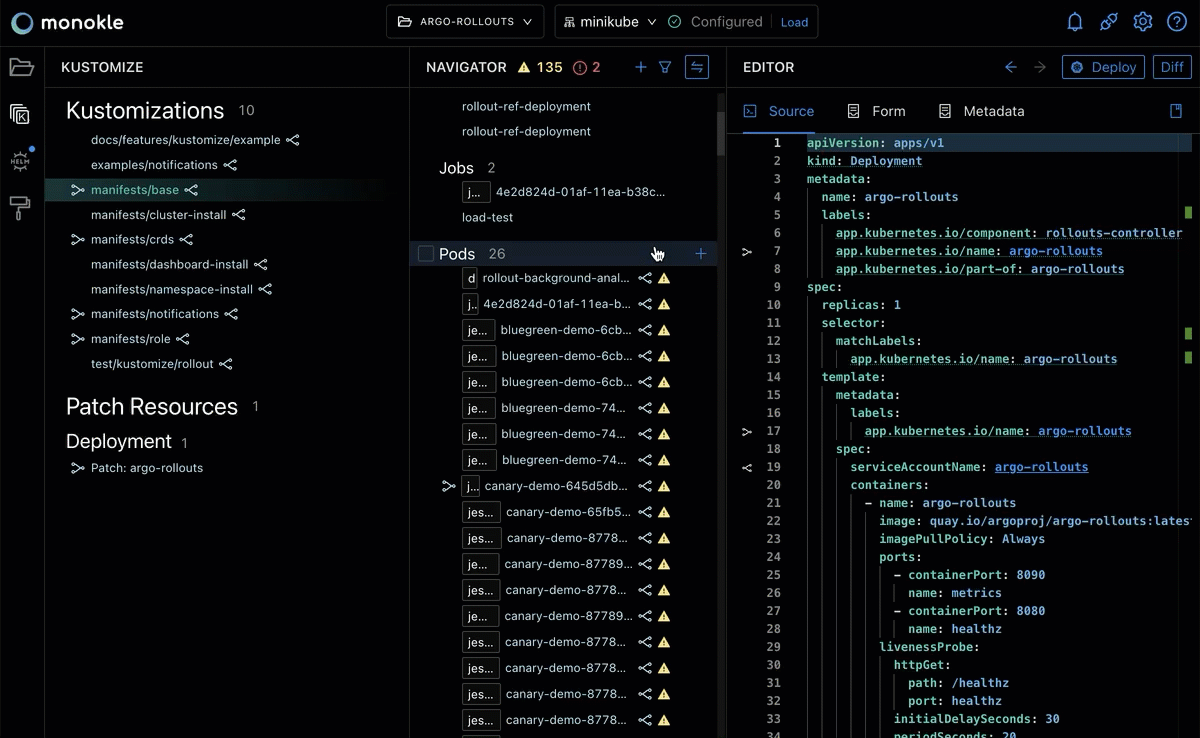 monokle
ARGO-ROLLOUTS
minikube
Configured
Load
KUSTOMIZE
Kustomizations 10
docs/features/kustomize/example
examples/notifications
manifests/base
manifests/cluster-install
manifests/crds
manifests/dashboard-install
manifests/namespace-install
manifests/notifications
manifests/role
test/kustomize/rollout
Patch Resources 1
Deployment 1
Patch: argo-rollouts
HELM
NAVIGATOR 135 2
rollout-ref-deployment
rollout-ref-deployment
Jobs 2
j... 4e2d824d-01af-11ea-b38c...
load-test
Pods 26
d rollout-background-anal...
j.. 4e2d824d-01af-11ea-b...
je... bluegreen-demo-6cb...
je... bluegreen-demo-6cb...
je... bluegreen-demo-6cb...
je... bluegreen-demo-74...
je... bluegreen-demo-74...
je... bluegreen-demo-74...
j... canary-demo-645d5db...
jes... canary-demo-65fb5...
jes... canary-demo-8778...
je... canary-demo-87789...
jes... canary-demo-8778...
je... canary-demo-87789...
jes... canary-demo-8778...
jes... canary-demo-8778...
jes... canary-demo-8778...
jes... canary-demo-8778...
EDITOR
Deploy
Diff
Source
Form
Metadata
1 apiVersion: apps/v1
2 kind: Deployment
3 metadata:
4 name: argo-rollouts
5 labels:
6 app.kubernetes.io/component: rollouts-controller
7 app.kubernetes.io/name: argo-rollouts
8 app.kubernetes.io/part-of: argo-rollouts
9 spec:
10 replicas: 1
11 selector:
12 matchLabels:
13 app.kubernetes.io/name: argo-rollouts
14 template:
15 metadata:
16 labels:
17 app.kubernetes.io/name: argo-rollouts
18 spec:
19 serviceAccountName: argo-rollouts
20 containers:
21 - name: argo-rollouts
22 image: quay.io/argoproj/argo-rollouts:lates
23 imagePullPolicy: Always
24 ports:
25 - containerPort: 8090
26 name: metrics
27 - containerPort: 8080
28 name: healthz
29 livenessProbe:
30 httpGet:
31 path: /healthz
32 port: healthz
33 initialDelaySeconds: 30
34 periodSeconds: 20